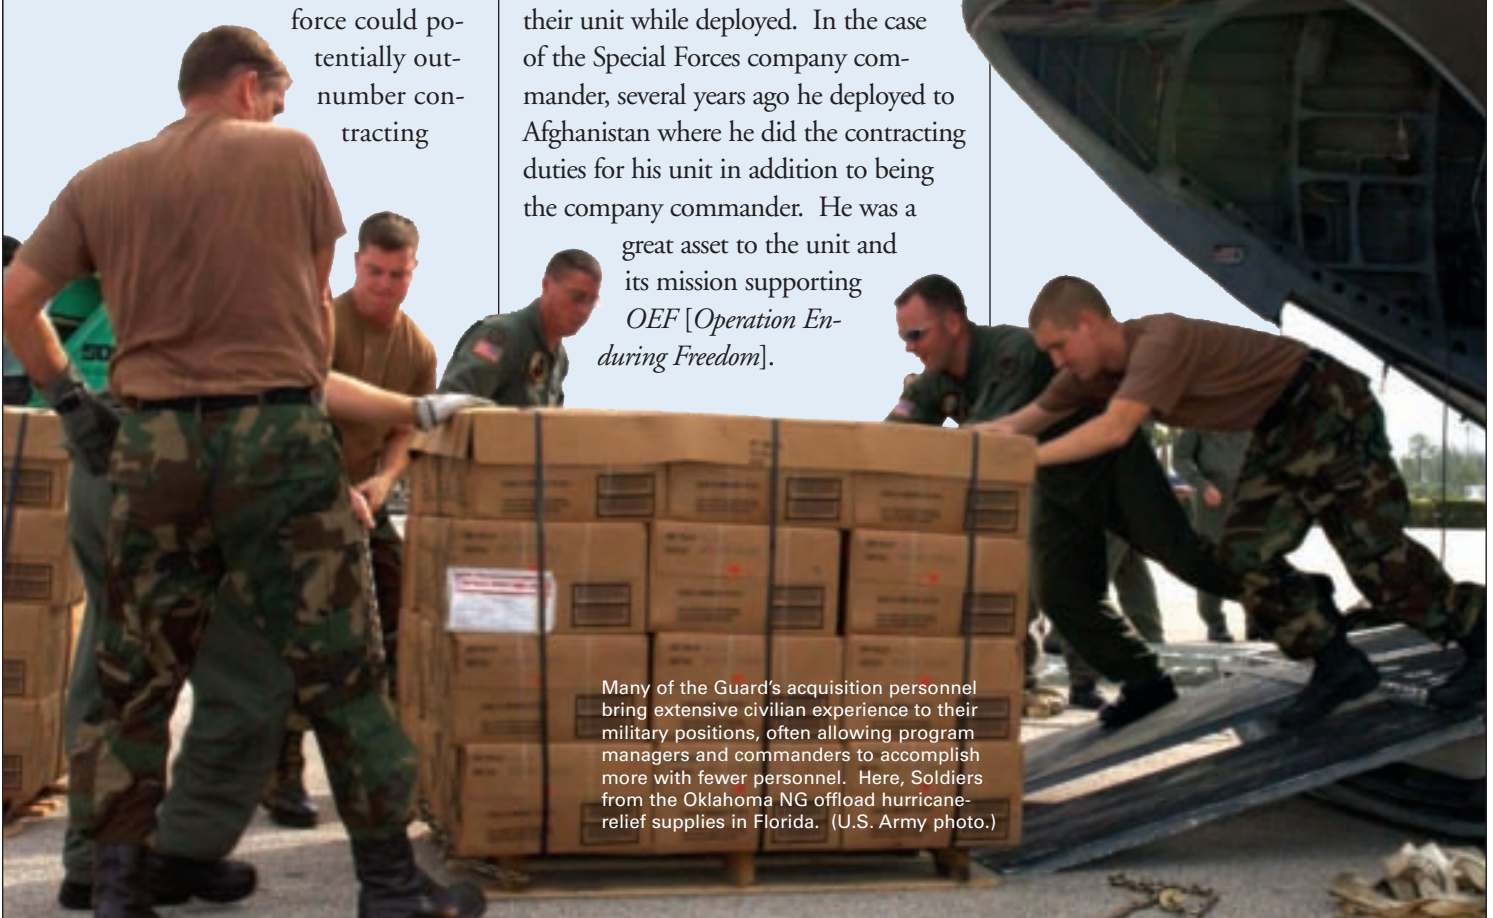 force could po-
tentially out-
number con-
tracting
their unit while deployed. In the case
of the Special Forces company com-
mander, several years ago he deployed to
Afghanistan where he did the contracting
duties for his unit in addition to being
the company commander. He was a
great asset to the unit and
its mission supporting
OEF [Operation En-
during Freedom].
Many of the Guard's acquisition personnel
bring extensive civilian experience to their
military positions, often allowing program
managers and commanders to accomplish
more with fewer personnel. Here, Soldiers
from the Oklahoma NG offload hurricane-
relief supplies in Florida. (U.S. Army photo.)